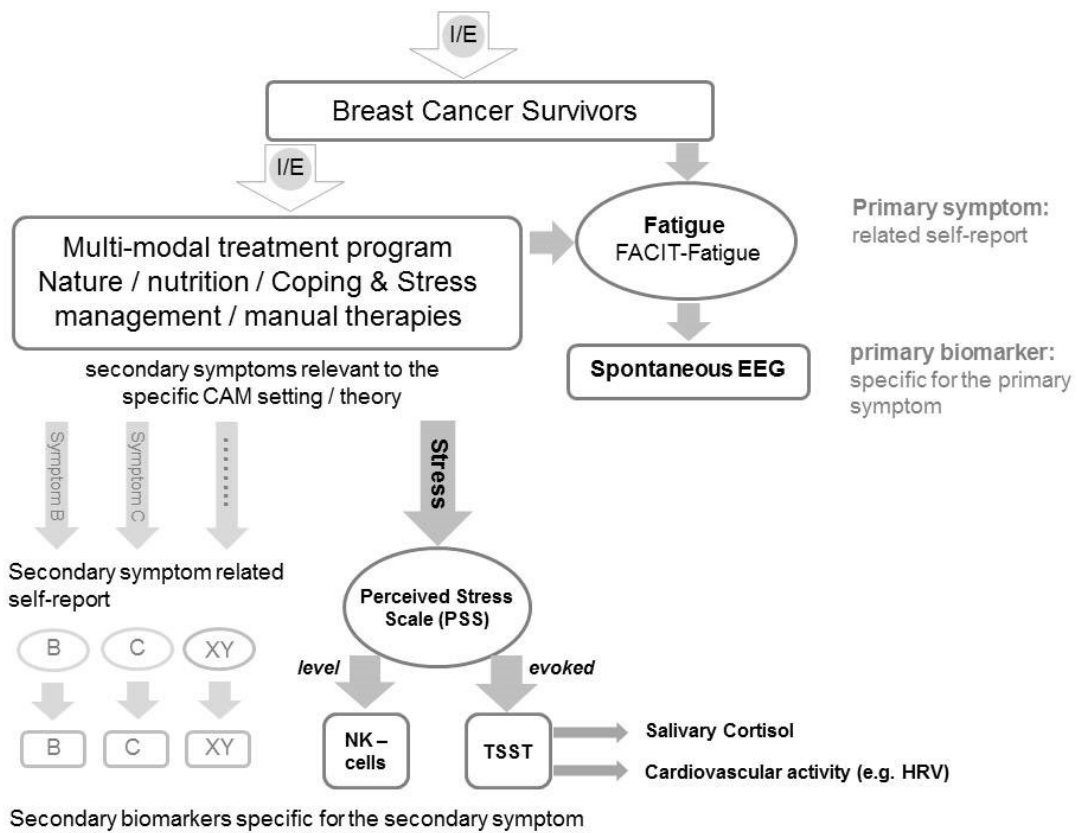 I/E
Breast Cancer Survivors
I/E
Multi-modal treatment program
Nature / nutrition / Coping & Stress
management / manual therapies
Fatigue
FACIT-Fatigue
Primary symptom:
related self-report
Spontaneous EEG
primary biomarker:
specific for the primary
symptom
secondary symptoms relevant to the
specific CAM setting / theory
Symptom B
Symptom C
........
Stress
Secondary symptom related
self-report
Perceived Stress
Scale (PSS)
B
C
XY
level
evoked
B
C
XY
NK –
cells
TSST
Salivary Cortisol
Cardiovascular activity (e.g. HRV)
Secondary biomarkers specific for the secondary symptom